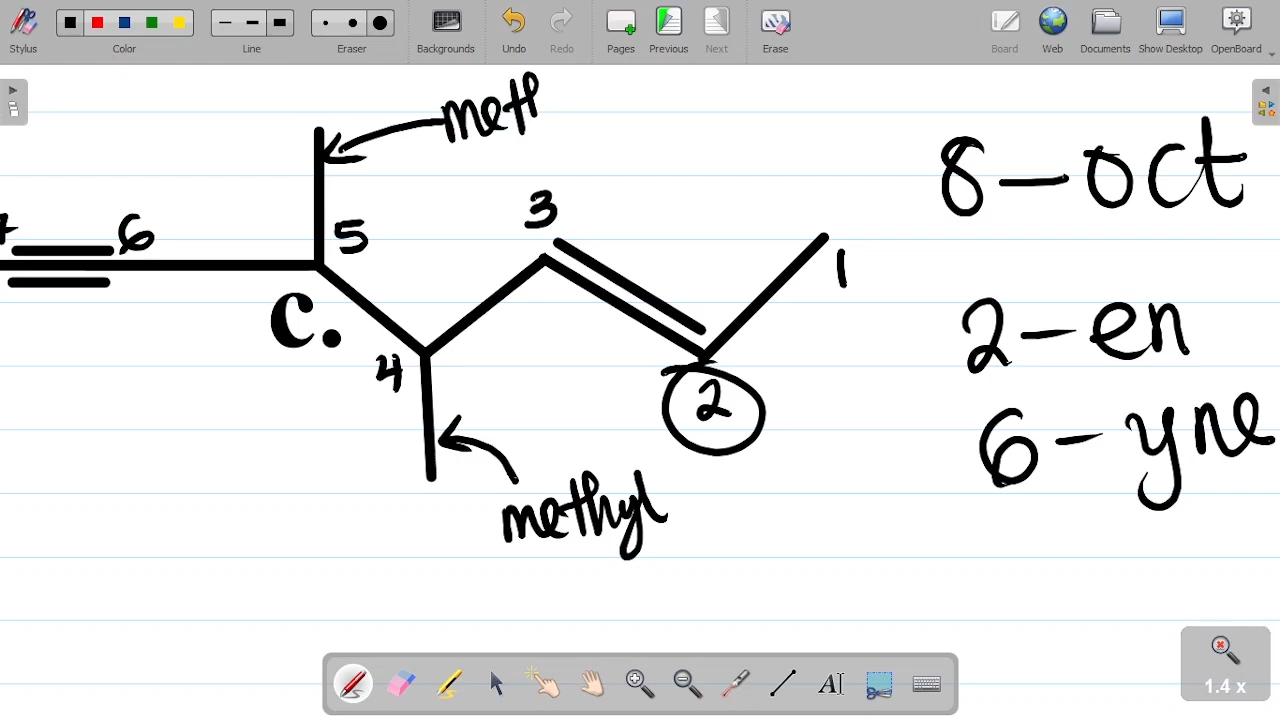 Stylus
Color
Line
Eraser
Backgrounds
Undo
Redo
Pages
Previous
Next
Erase
Board
Web
Documents
Show Desktop
OpenBoard
meth
8-oct
3
6
5
1
C.
2-en
4
2
6-yne
methyl
1.4 x